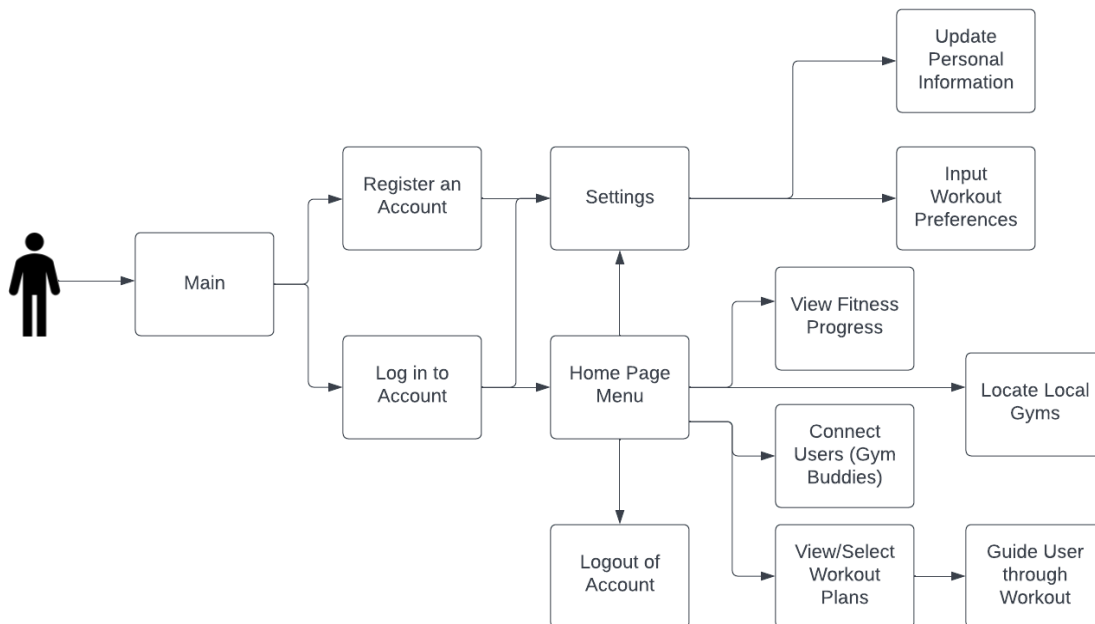 Update
Personal
Information
Register an
Account
Settings
Input
Workout
Preferences
Main
View Fitness
Progress
Log in to
Account
Home Page
Menu
Locate Local
Gyms
Connect
Users (Gym
Buddies)
Logout of
Account
View/Select
Workout
Plans
Guide User
through
Workout